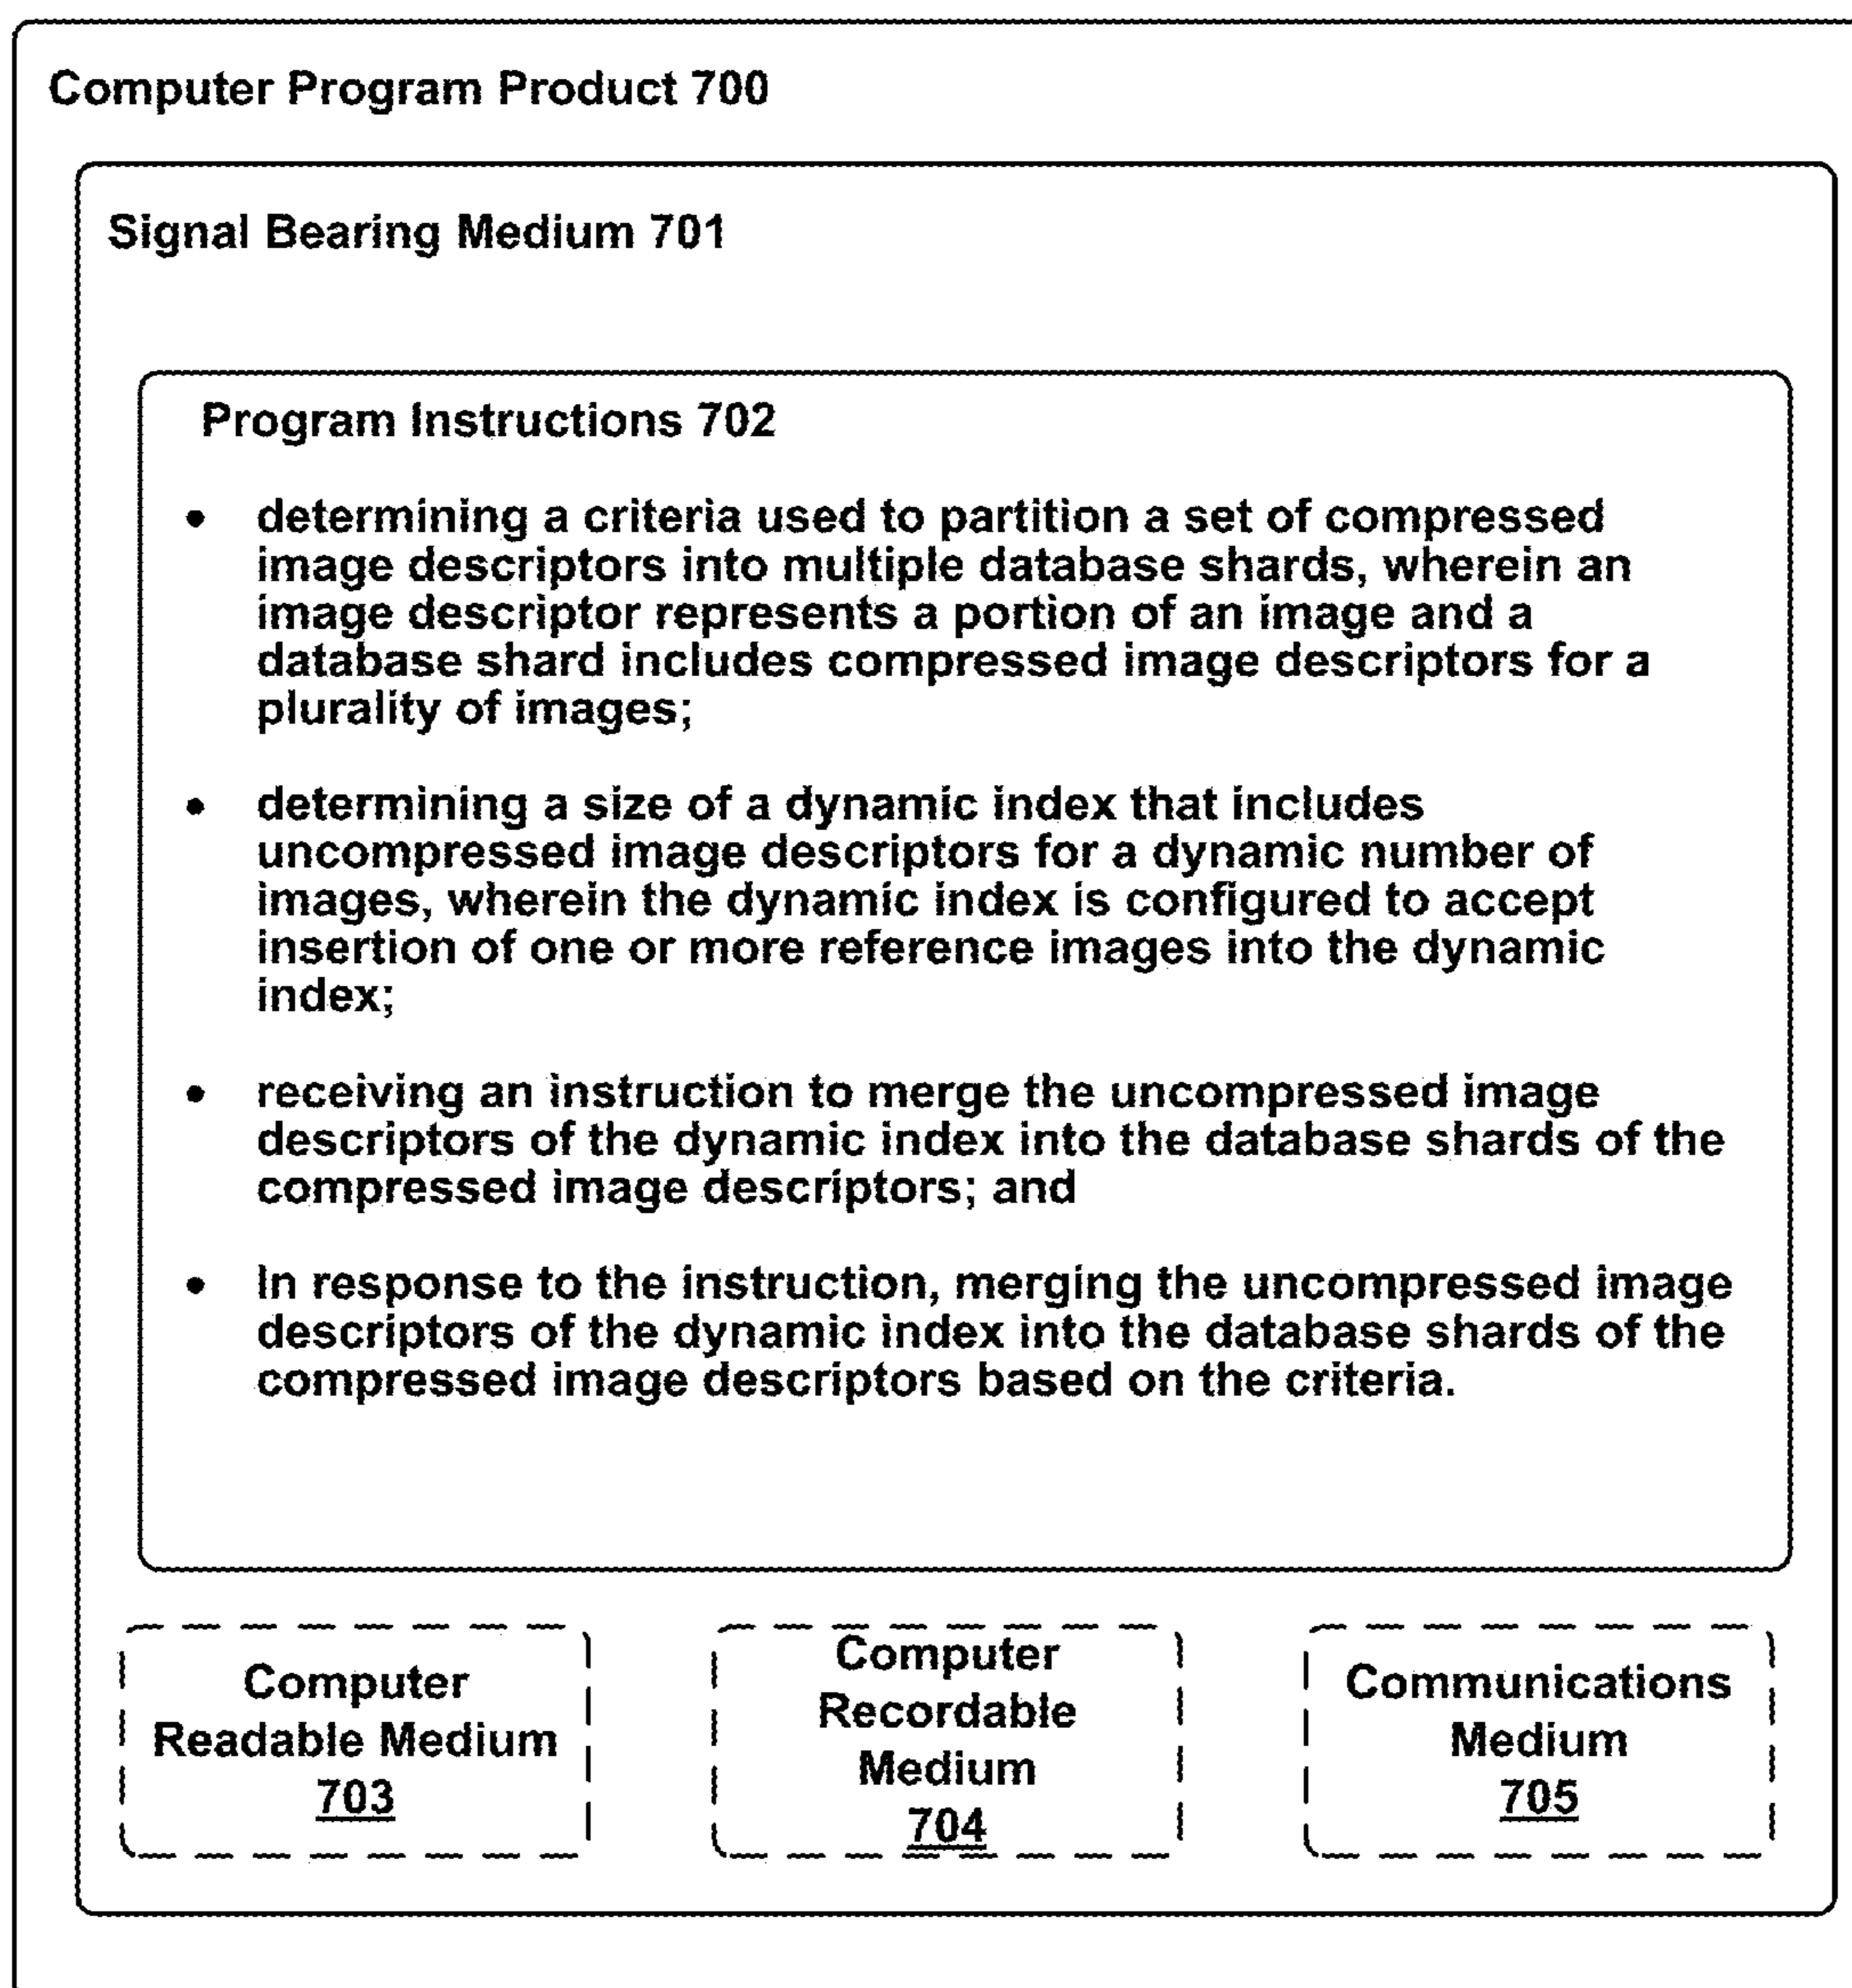 Computer Program Product 700
Signal Bearing Medium 701
Program Instructions 702
• determining a criteria used to partition a set of compressed
image descriptors into multiple database shards, wherein an
image descriptor represents a portion of an image and a
database shard includes compressed image descriptors for a
plurality of images;
• determining a size of a dynamic index that includes
uncompressed image descriptors for a dynamic number of
images, wherein the dynamic index is configured to accept
insertion of one or more reference images into the dynamic
index;
• receiving an instruction to merge the uncompressed image
descriptors of the dynamic index into the database shards of the
compressed image descriptors; and
• In response to the instruction, merging the uncompressed image
descriptors of the dynamic index into the database shards of the
compressed image descriptors based on the criteria.
Computer
Readable Medium
703
Computer
Recordable
Medium
704
Communications
Medium
705